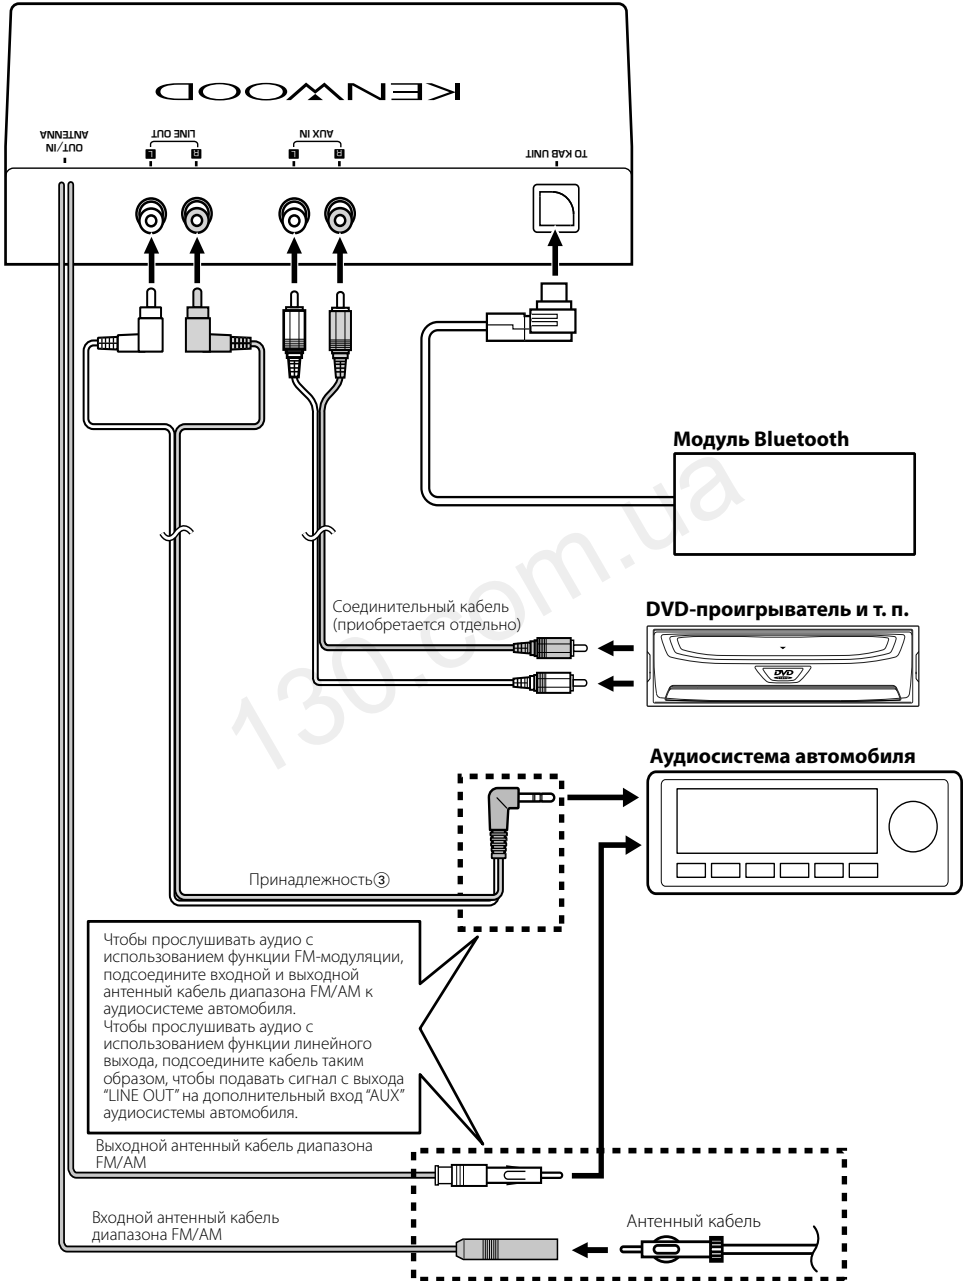 KENWOOD
ANTENNA
OUT/IN
LINE OUT
L
R
AUX IN
L
R
TO KAB UNIT
Модуль Bluetooth
Соединительный кабель
(приобретается отдельно)
DVD-проигрыватель и т. п.
DVD
Аудиосистема автомобиля
Принадлежность③
Чтобы прослушивать аудио с
использованием функции FM-модуляции,
подсоедините входной и выходной
антенный кабель диапазона FM/AM к
аудиосистеме автомобиля.
Чтобы прослушивать аудио с
использованием функции линейного
выхода, подсоедините кабель таким
образом, чтобы подавать сигнал с выхода
“LINE OUT” на дополнительный вход “AUX”
аудиосистемы автомобиля.
Выходной антенный кабель диапазона
FM/AM
Входной антенный кабель
диапазона FM/AM
Антенный кабель
130.com.ua